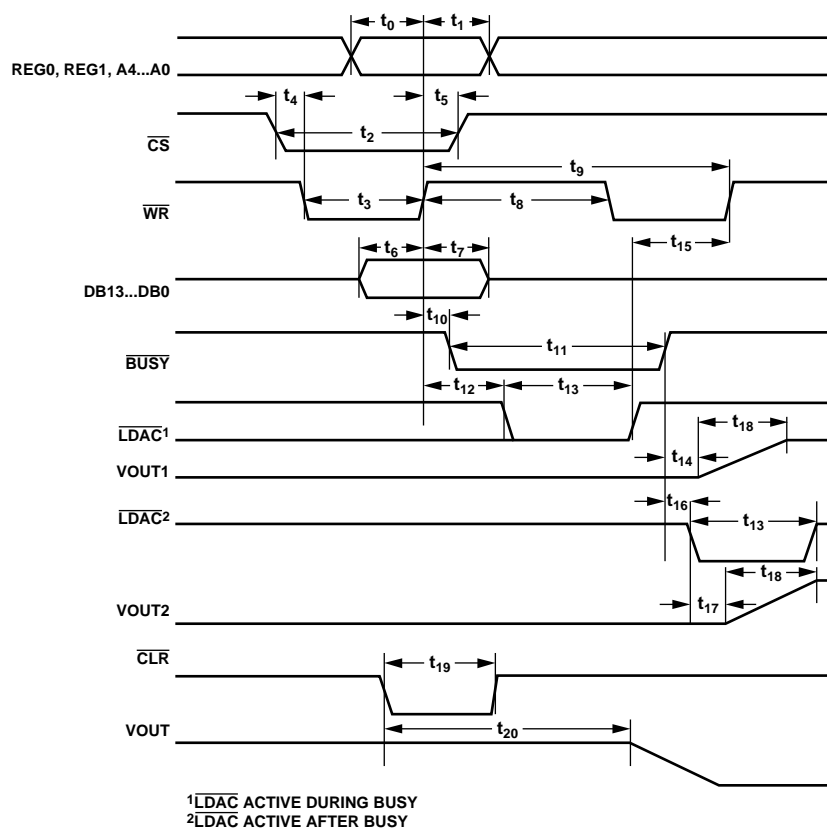 t0 t1
REG0, REG1, A4...A0
t4 t5
t2
CS
t9
t3 t8
WR
t15
t6 t7
DB13...DB0
t10
t11
BUSY
t12 t13
LDAC1
t18
t14
VOUT1
t16
LDAC2 t13
t18
t17
VOUT2
CLR
t19
VOUT t20
1LDAC ACTIVE DURING BUSY
2LDAC ACTIVE AFTER BUSY